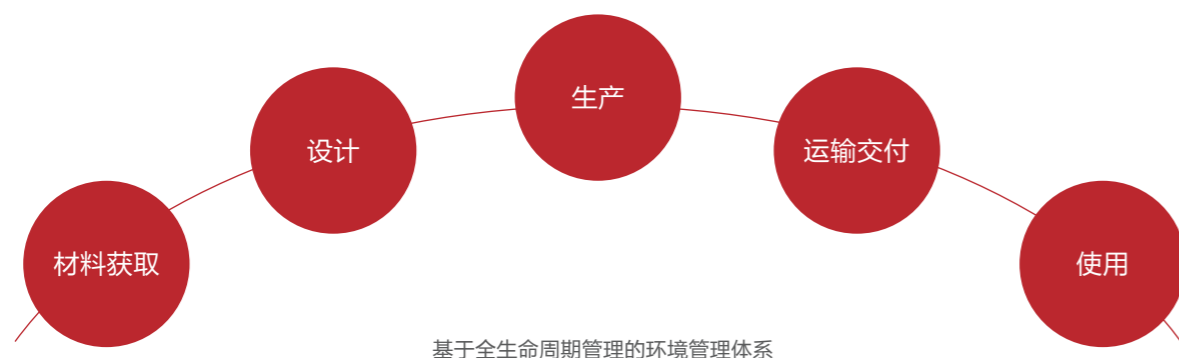 材料获取
设计
生产
运输交付
使用
基于全生命周期管理的环境管理体系